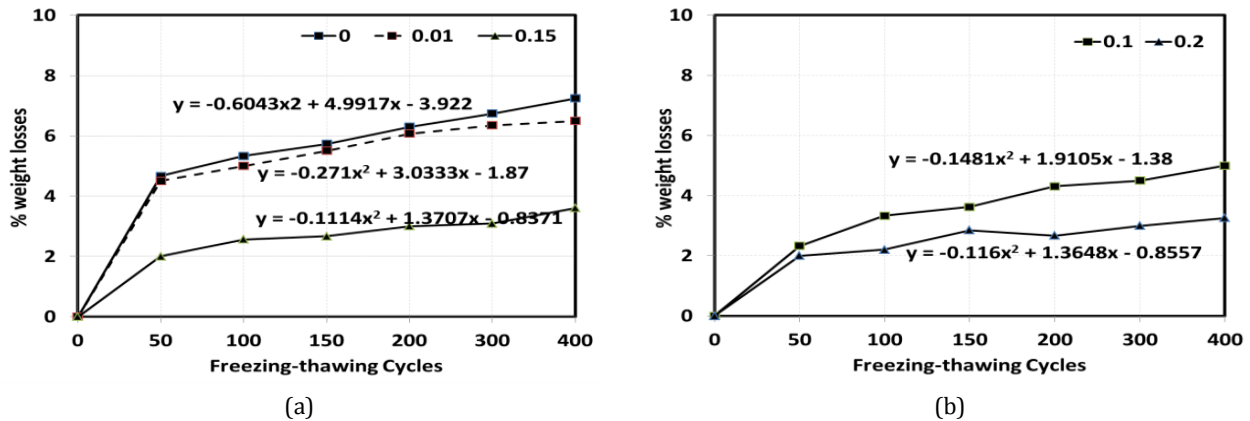 10
8
6
4
2
0
% weight losses
0 0.01 0.15
y = -0.6043x2 + 4.9917x - 3.922
y = -0.271x² + 3.0333x - 1.87
y = -0.1114x² + 1.3707x - 0.8371
0 50 100 150 200 300 400
Freezing-thawing Cycles
(a)
10
8
6
4
2
0
% weight losses
0.1 0.2
y = -0.1481x² + 1.9105x - 1.38
y = -0.116x² + 1.3648x - 0.8557
0 50 100 150 200 300 400
Freezing-thawing Cycles
(b)